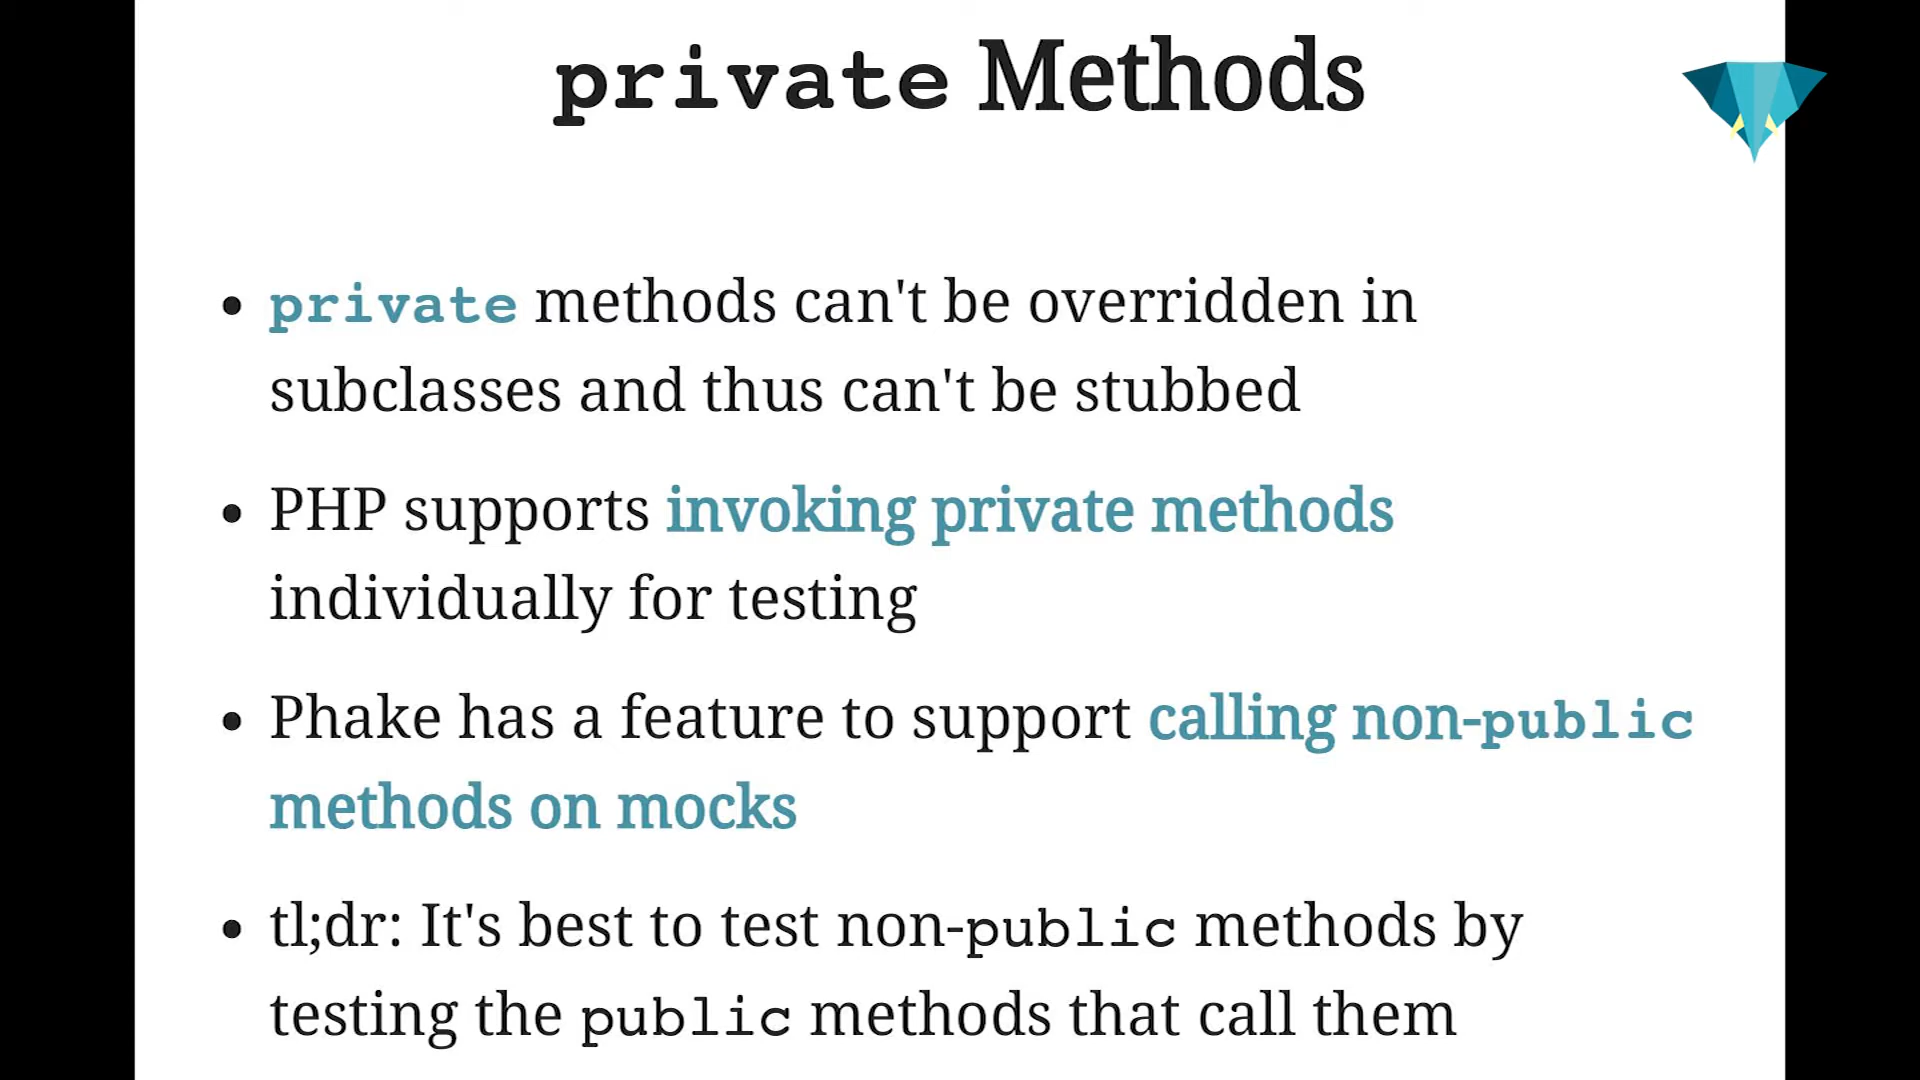 private Methods
• private methods can't be overridden in
subclasses and thus can't be stubbed
• PHP supports invoking private methods
individually for testing
• Phake has a feature to support calling non-public
methods on mocks
• tl;dr: It's best to test non-public methods by
testing the public methods that call them